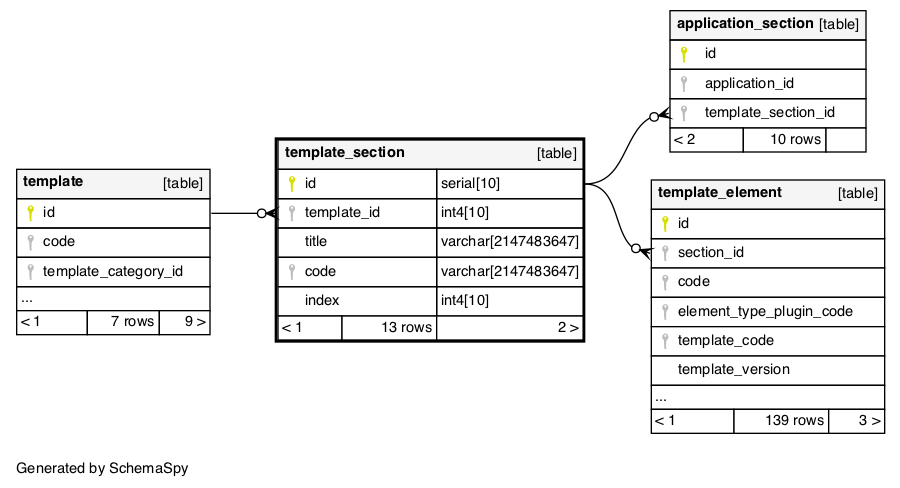 template [table]
id
code
template_category_id
...
< 1 7 rows 9 >
template_section [table]
id serial[10]
template_id int4[10]
title varchar[2147483647]
code varchar[2147483647]
index int4[10]
< 1 13 rows 2 >
application_section [table]
id
application_id
template_section_id
< 2 10 rows
template_element [table]
id
section_id
code
element_type_plugin_code
template_code
template_version
...
< 1 139 rows 3 >
Generated by SchemaSpy